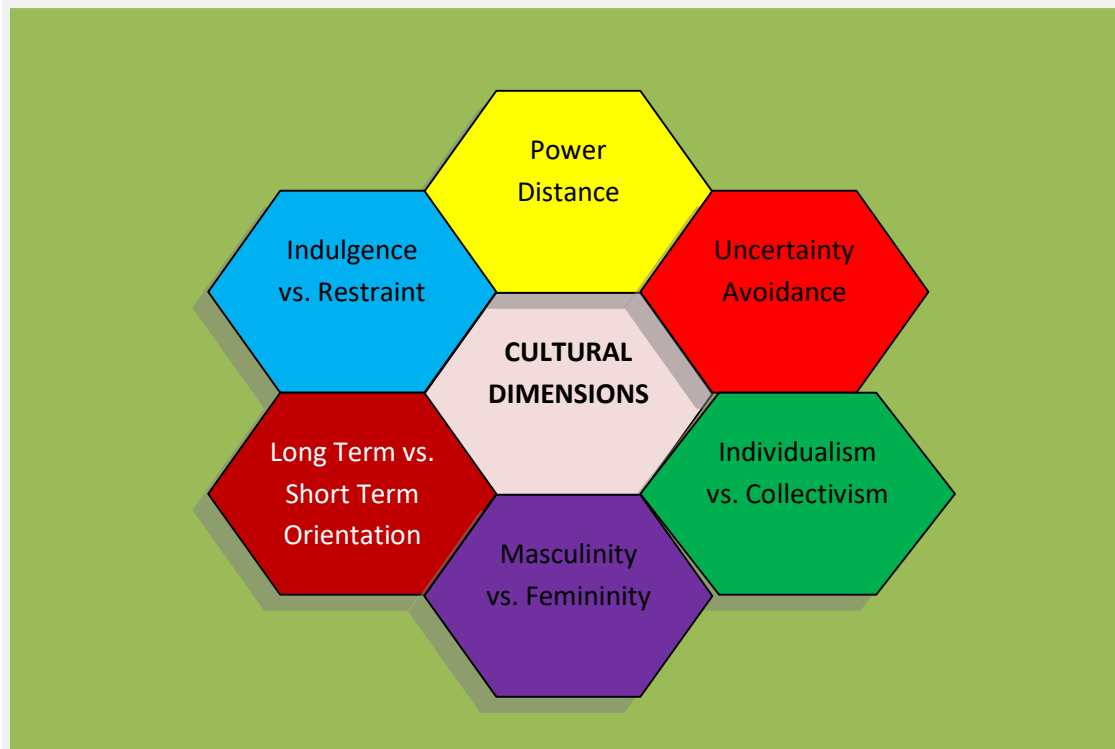 Power
Distance
Uncertainty
Avoidance
Individualism
vs. Collectivism
Masculinity
vs. Femininity
Long Term vs.
Short Term
Orientation
Indulgence
vs. Restraint
CULTURAL
DIMENSIONS